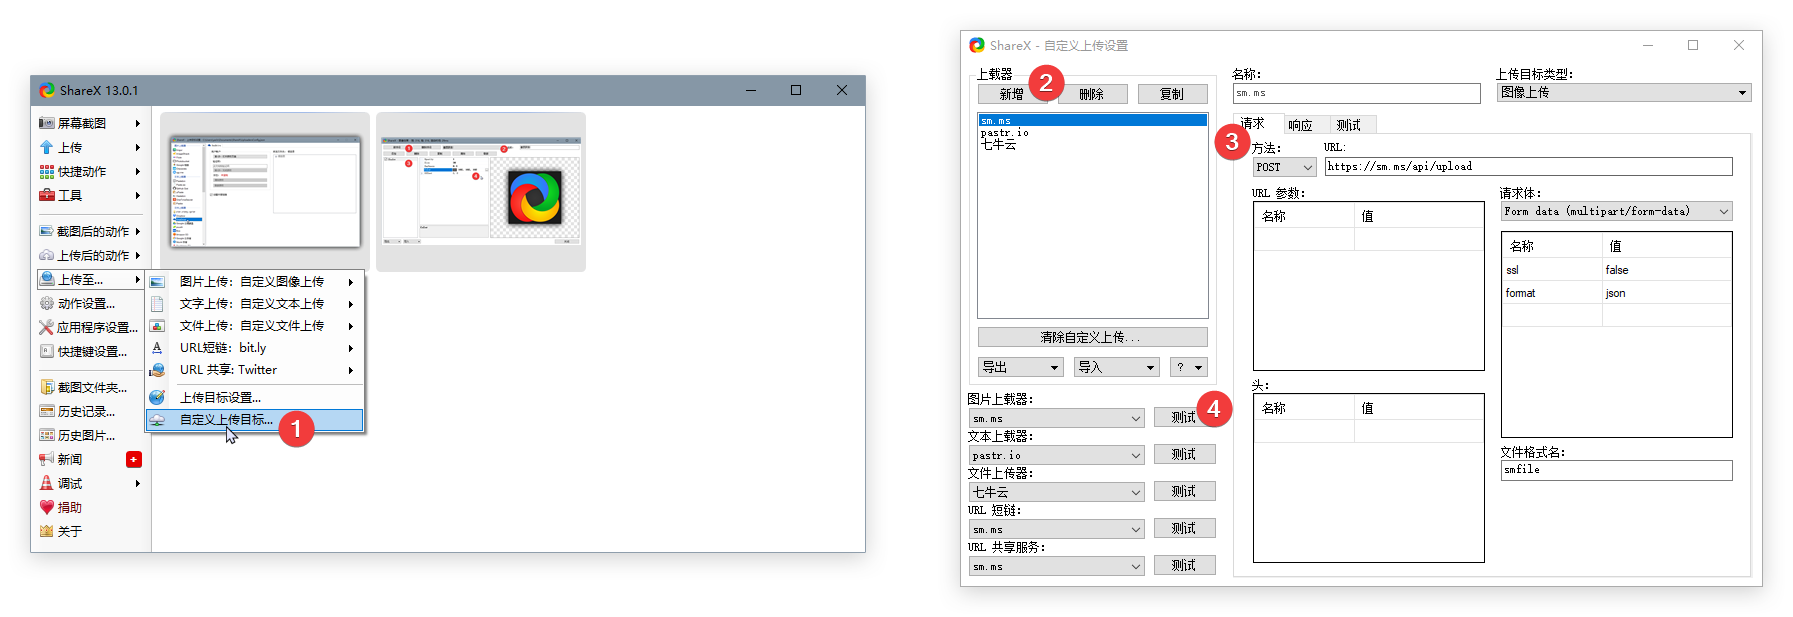 ShareX 13.0.1
屏幕截图
上传
快捷动作
工具
截图后的动作
上传后的动作
上传至...
动作设置...
应用程序设置...
快捷键设置...
截图文件夹...
历史记录...
历史图片...
新闻
调试
捐助
关于
图片上传：自定义图像上传
文字上传：自定义文本上传
文件上传：自定义文件上传
URL短链：bit.ly
URL 共享: Twitter
上传目标设置...
自定义上传目标...
1
ShareX - 自定义上传设置
上载器
2
新增
删除
复制
sm.ms
pastr.io
七牛云
清除自定义上传...
导出
导入
?
图片上载器:
sm.ms
测试
4
文本上载器:
pastr.io
测试
文件上传器:
七牛云
测试
URL 短链:
sm.ms
测试
URL 共享服务:
sm.ms
测试
名称:
sm.ms
上传目标类型:
图像上传
3
请求 响应 测试
方法: URL:
POST https://sm.ms/api/upload
URL 参数:
名称 值
头:
名称 值
请求体:
Form data (multipart/form-data)
名称 值
ssl false
format json
文件格式名:
smfile